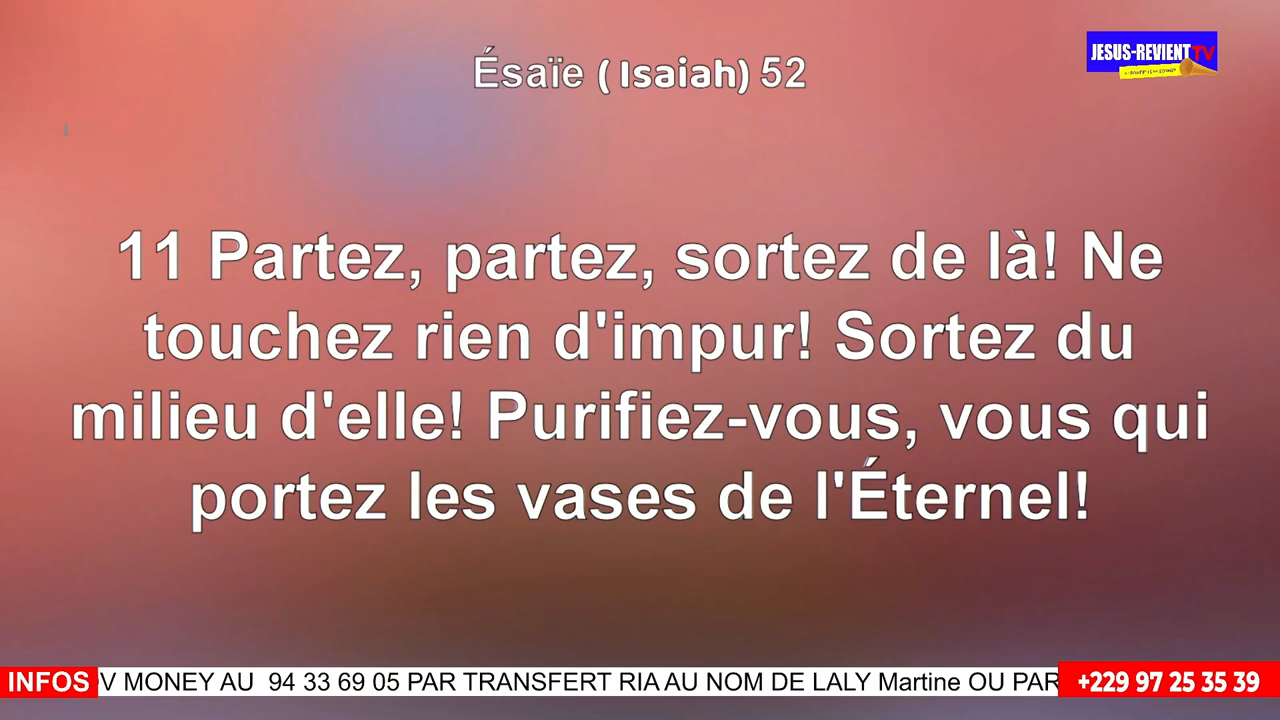 Ésaïe ( Isaiah) 52
JESUS-REVIENT TV
11 Partez, partez, sortez de là! Ne
touchez rien d'impur! Sortez du
milieu d'elle! Purifiez-vous, vous qui
portez les vases de l'Éternel!
INFOS
V MONEY AU 94 33 69 05 PAR TRANSFERT RIA AU NOM DE LALY Martine OU PAR
+229 97 25 35 39